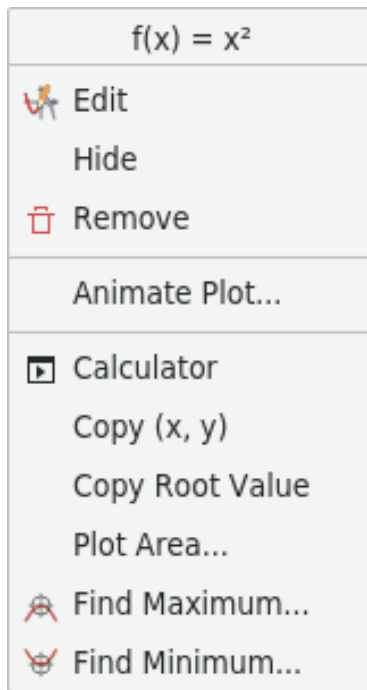 f(x) = x²
Edit
Hide
Remove
Animate Plot...
Calculator
Copy (x, y)
Copy Root Value
Plot Area...
Find Maximum...
Find Minimum...